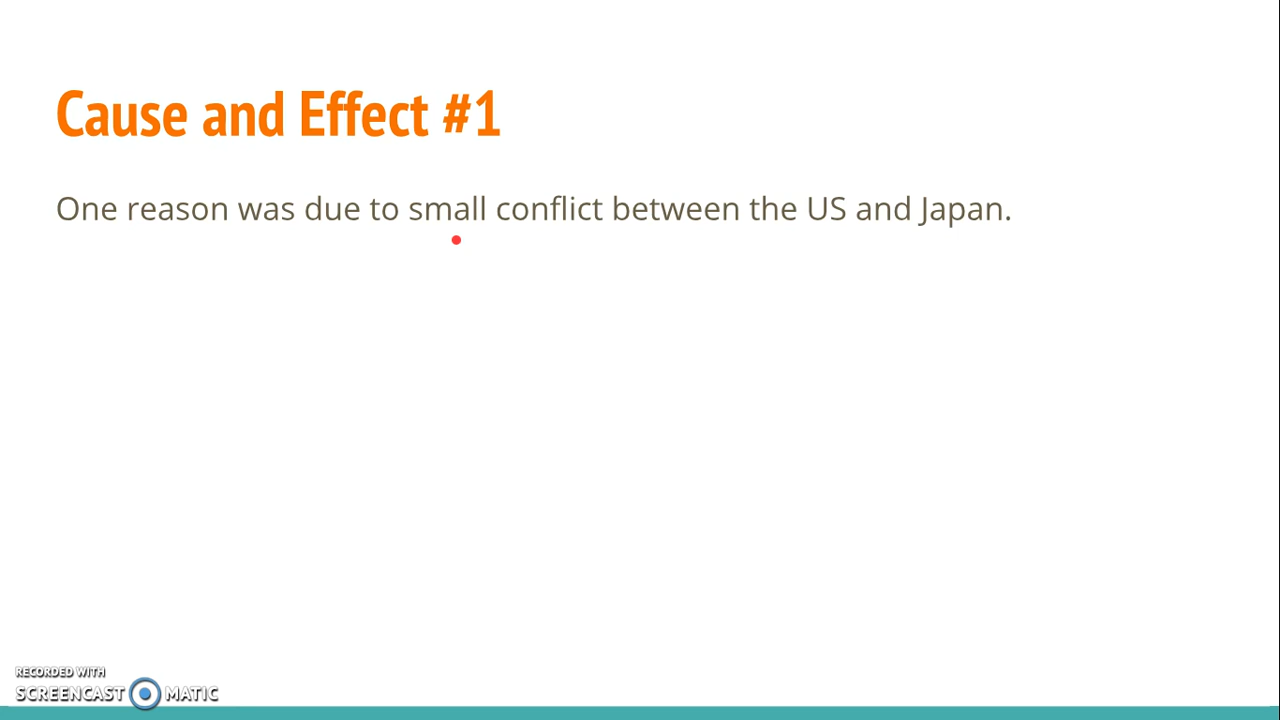 Cause and Effect #1
One reason was due to small conflict between the US and Japan.
RECORDED WITH
SCREENCAST MATIC